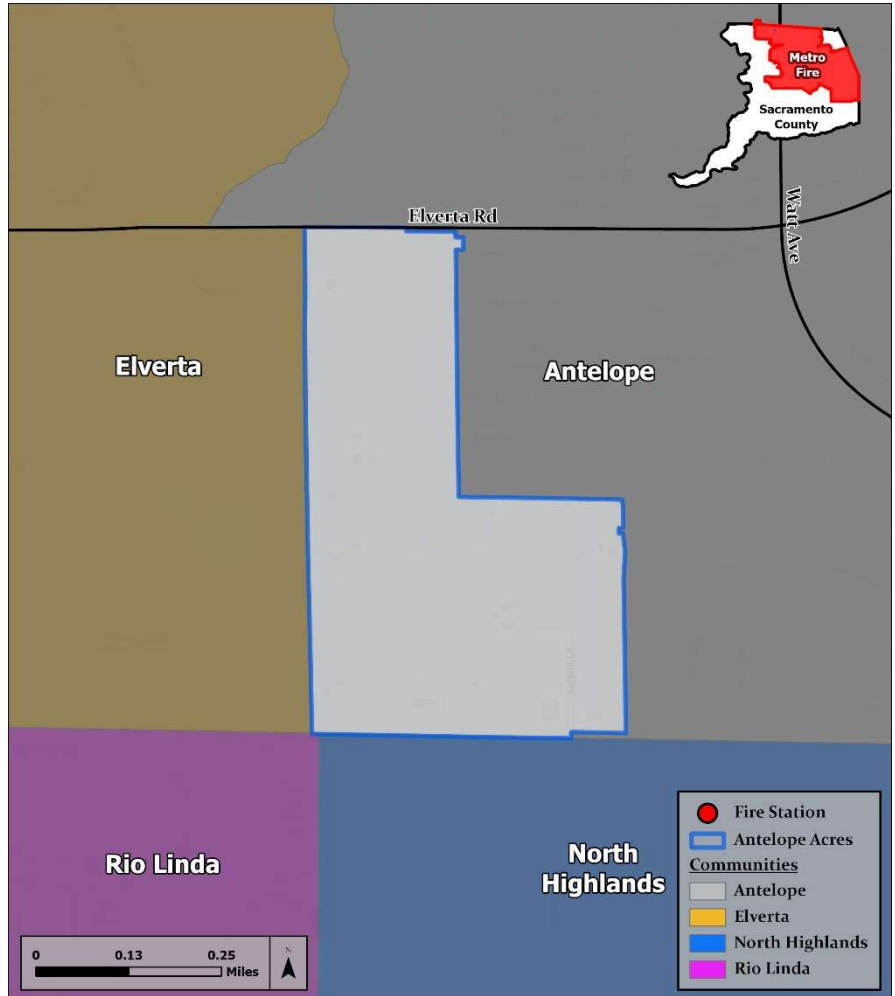 Metro
Fire
Sacramento
County
Elverta Rd
Watt Ave
Elverta
Antelope
Rio Linda
North
Highlands
Fire Station
Antelope Acres
Communities
Antelope
Elverta
North Highlands
Rio Linda
0 0.13 0.25
Miles
N